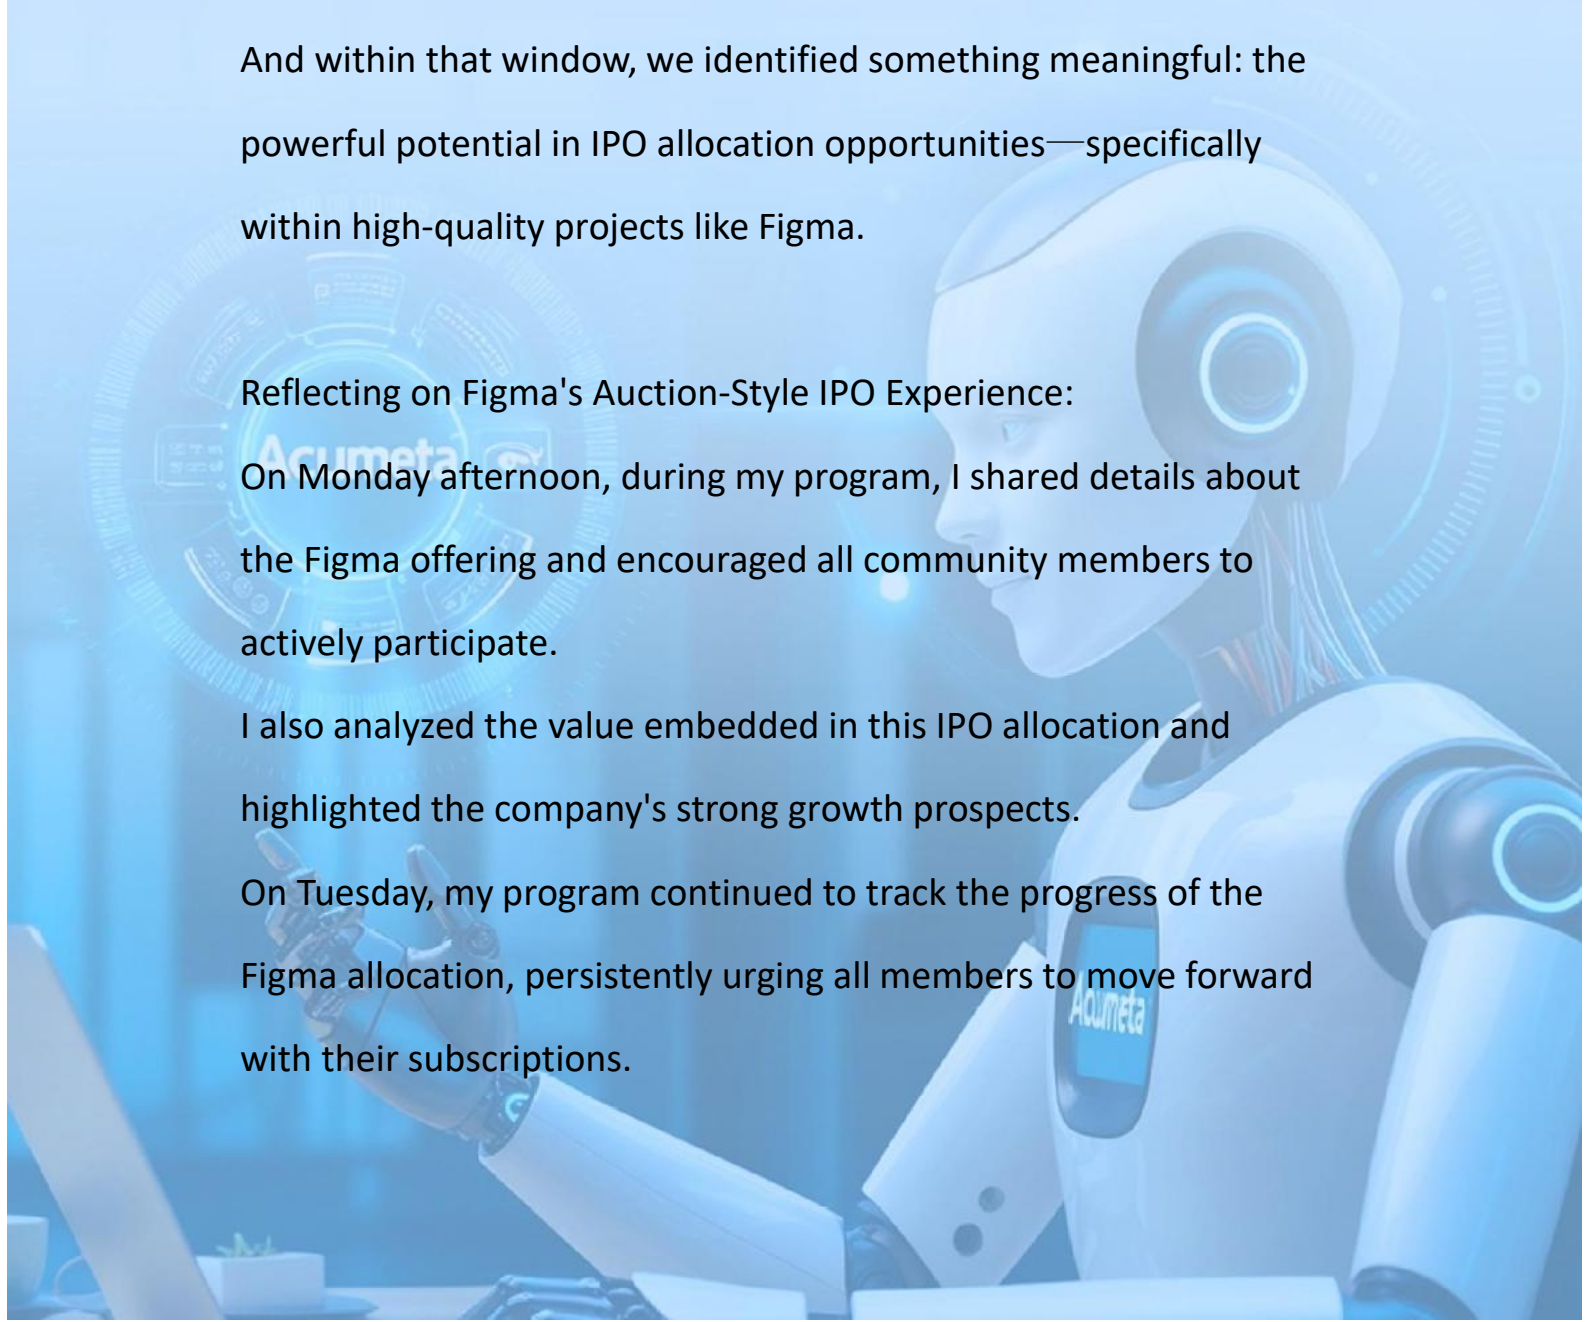 And within that window, we identified something meaningful: the
powerful potential in IPO allocation opportunities—specifically
within high-quality projects like Figma.
Reflecting on Figma's Auction-Style IPO Experience:
Acumeta
On Monday afternoon, during my program, I shared details about
the Figma offering and encouraged all community members to
actively participate.
I also analyzed the value embedded in this IPO allocation and
highlighted the company's strong growth prospects.
On Tuesday, my program continued to track the progress of the
Figma allocation, persistently urging all members to move forward
Acumeta
with their subscriptions.